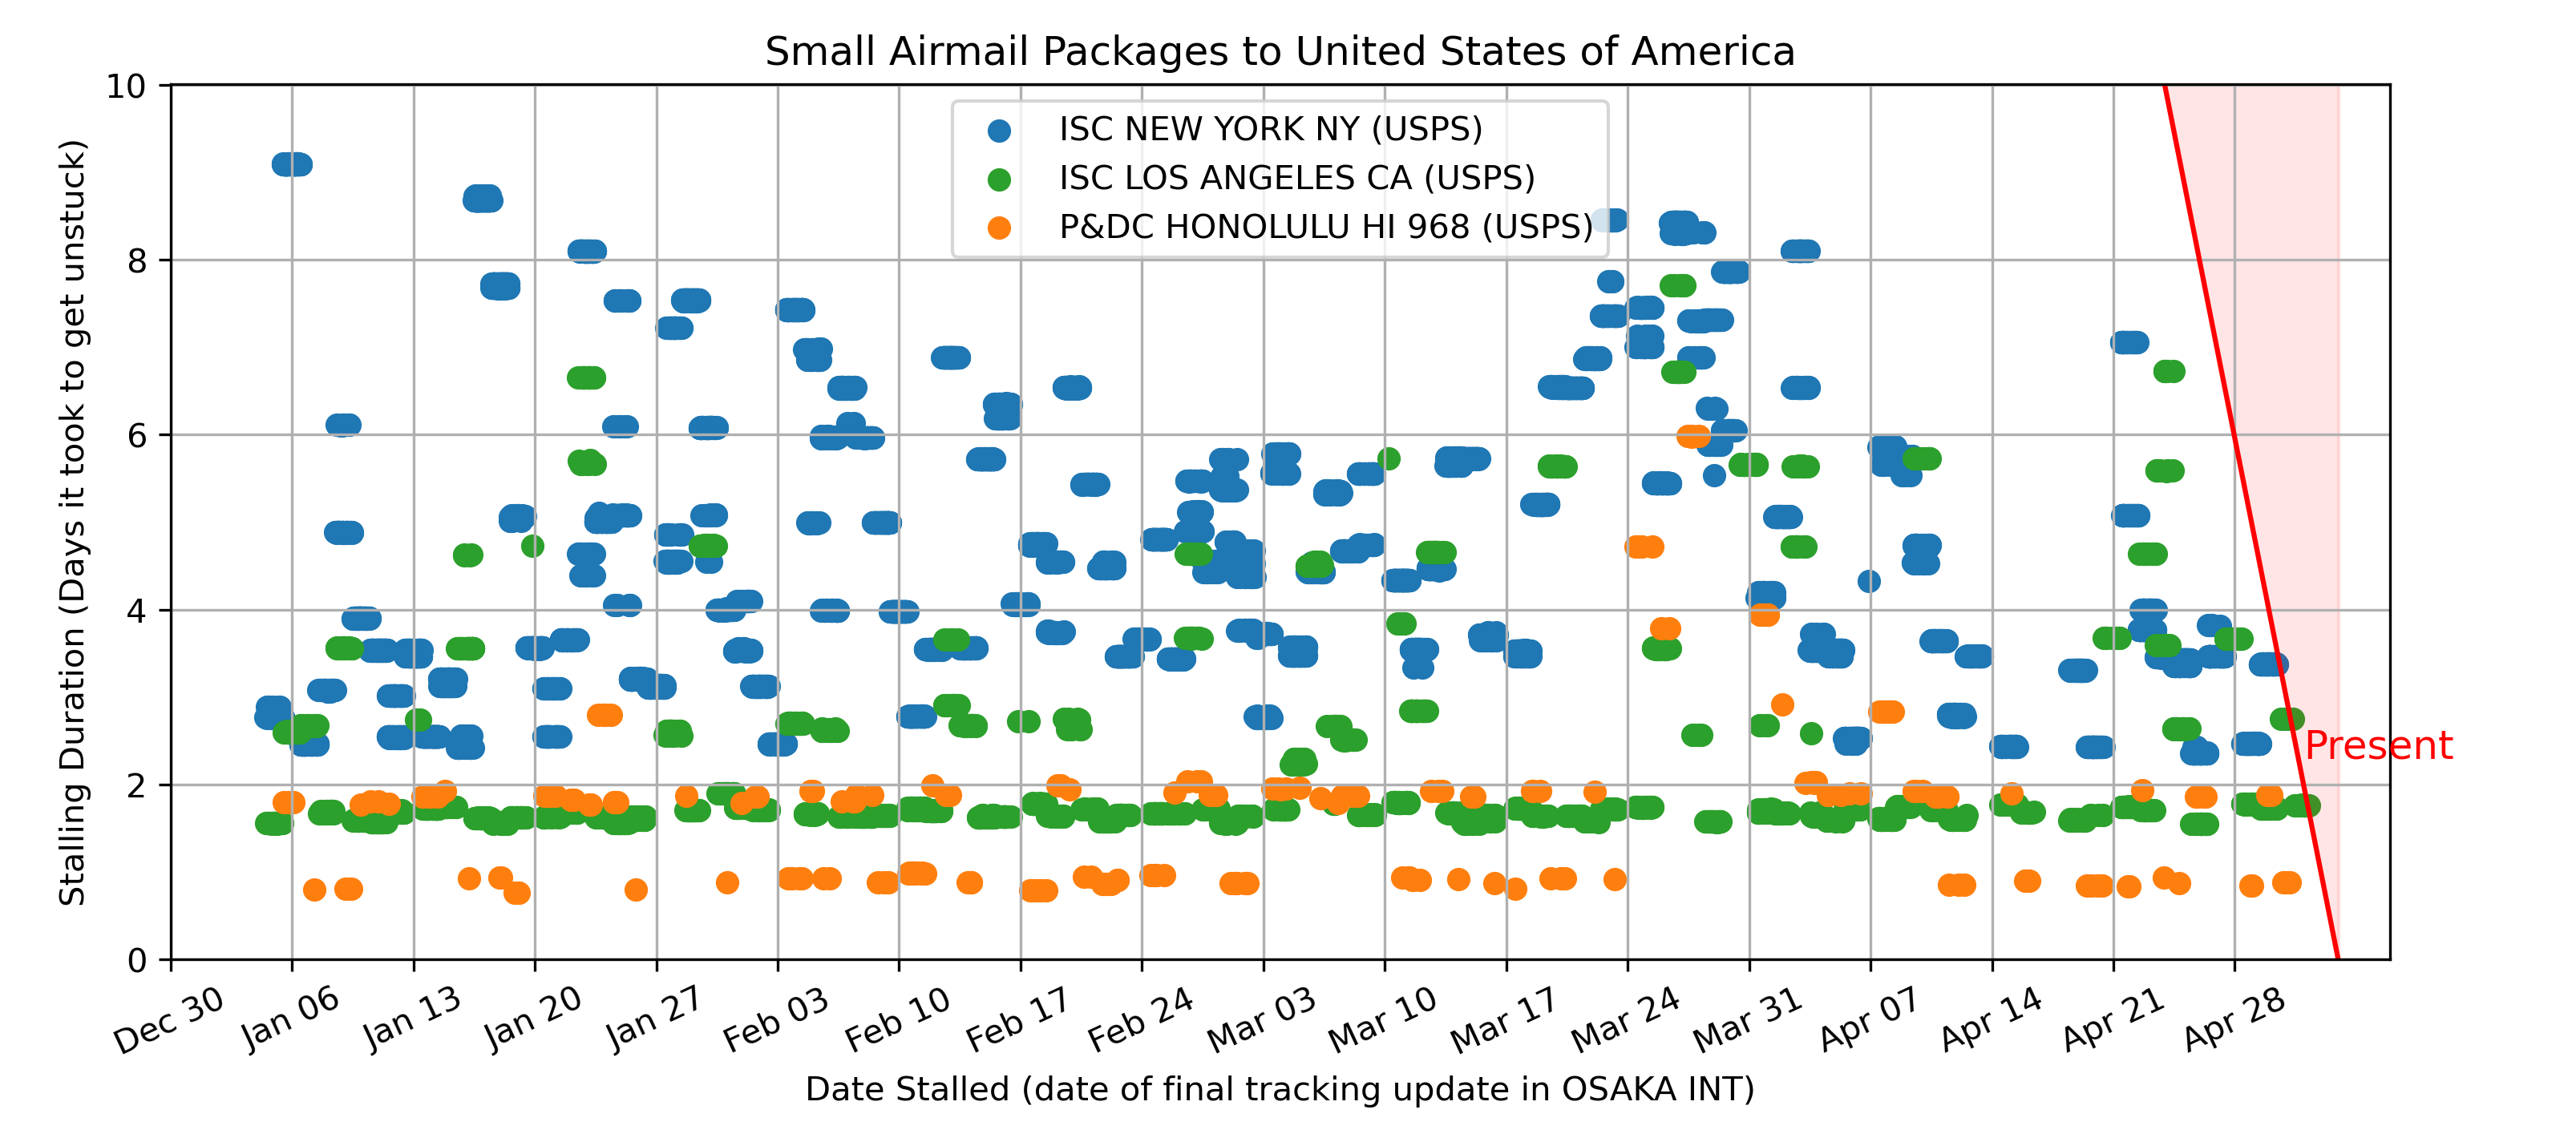 Small Airmail Packages to United States of America
10
8
6
4
2
0
Stalling Duration (Days it took to get unstuck)
ISC NEW YORK NY (USPS)
ISC LOS ANGELES CA (USPS)
P&DC HONOLULU HI 968 (USPS)
Present
Dec 30
Jan 06
Jan 13
Jan 20
Jan 27
Feb 03
Feb 10
Feb 17
Feb 24
Mar 03
Mar 10
Mar 17
Mar 24
Mar 31
Apr 07
Apr 14
Apr 21
Apr 28
Date Stalled (date of final tracking update in OSAKA INT)